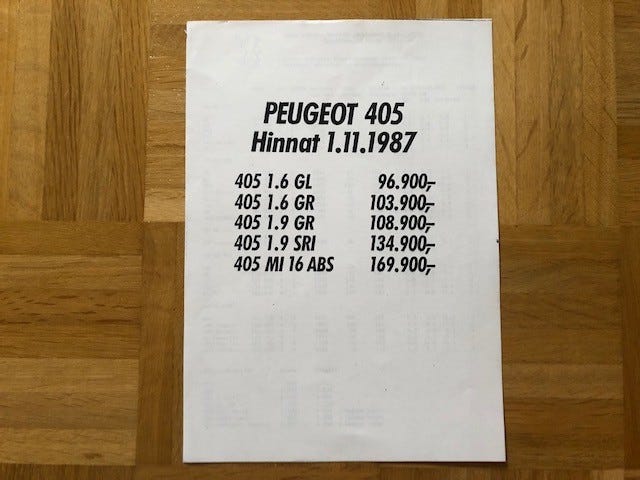 PEUGEOT 405
Hinnat 1.11.1987
405 1.6 GL 96.900,-
405 1.6 GR 103.900,-
405 1.9 GR 108.900,-
405 1.9 SRI 134.900,-
405 MI 16 ABS 169.900,-